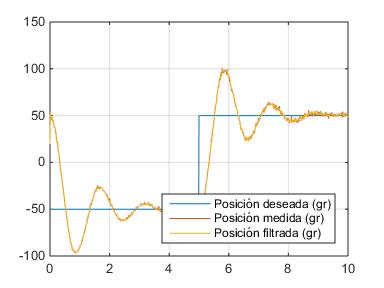 150
100
50
0
-50
-100
0 2 4 6 8 10
Posición deseada (gr)
Posición medida (gr)
Posición filtrada (gr)